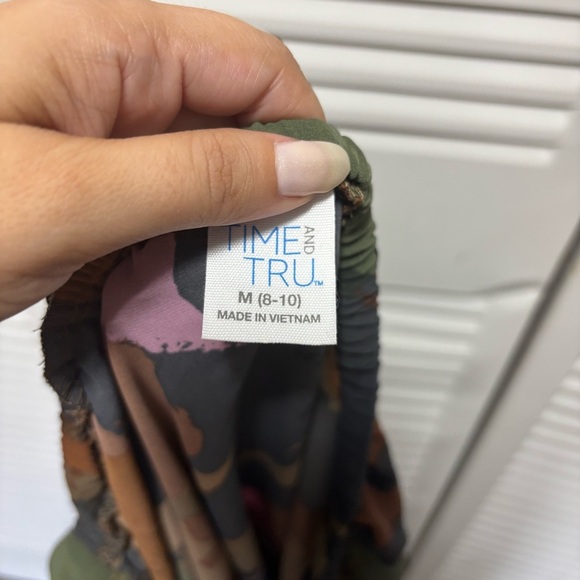 TIME AND
TRU™
M (8-10)
MADE IN VIETNAM